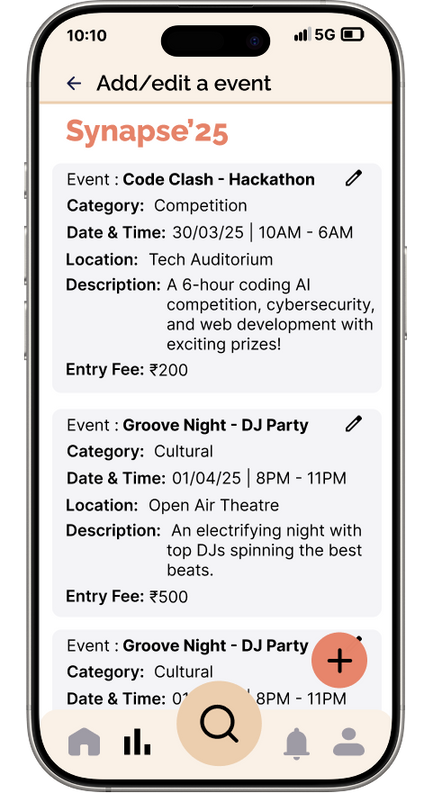 10:10
5G
Add/edit a event
Synapse’25
Event : Code Clash - Hackathon
Category: Competition
Date & Time: 30/03/25 | 10AM - 6AM
Location: Tech Auditorium
Description: A 6-hour coding AI
competition, cybersecurity,
and web development with
exciting prizes!
Entry Fee: ₹200
Event : Groove Night - DJ Party
Category: Cultural
Date & Time: 01/04/25 | 8PM - 11PM
Location: Open Air Theatre
Description: An electrifying night with
top DJs spinning the best
beats.
Entry Fee: ₹500
Event : Groove Night - DJ Party
Category: Cultural
Date & Time: 8PM - 11PM